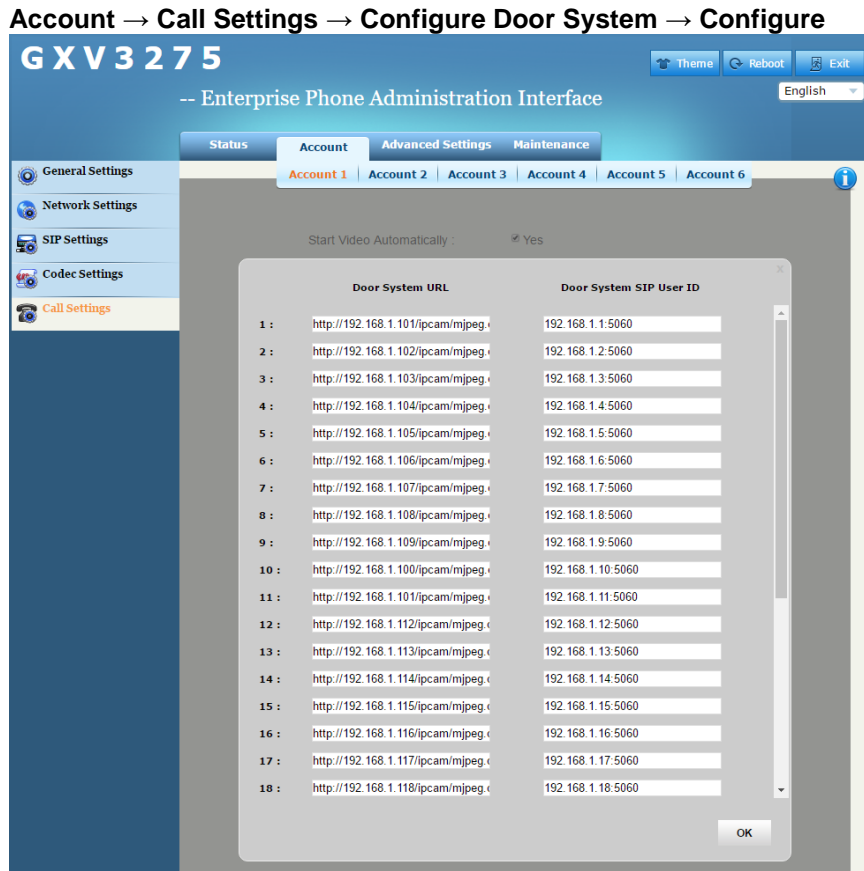 Account → Call Settings → Configure Door System → Configure
GXV3275
Theme Reboot Exit
-- Enterprise Phone Administration Interface
English
Status Account Advanced Settings Maintenance
General Settings
Account 1 Account 2 Account 3 Account 4 Account 5 Account 6
Network Settings
SIP Settings
Start Video Automatically : Yes
Codec Settings
x
Door System URL Door System SIP User ID
Call Settings
1 : http://192.168.1.101/ipcam/mjpeg. 192.168.1.1:5060
2 : http://192.168.1.102/ipcam/mjpeg. 192.168.1.2:5060
3 : http://192.168.1.103/ipcam/mjpeg. 192.168.1.3:5060
4 : http://192.168.1.104/ipcam/mjpeg. 192.168.1.4:5060
5 : http://192.168.1.105/ipcam/mjpeg. 192.168.1.5:5060
6 : http://192.168.1.106/ipcam/mjpeg. 192.168.1.6:5060
7 : http://192.168.1.107/ipcam/mjpeg. 192.168.1.7:5060
8 : http://192.168.1.108/ipcam/mjpeg. 192.168.1.8:5060
9 : http://192.168.1.109/ipcam/mjpeg. 192.168.1.9:5060
10 : http://192.168.1.100/ipcam/mjpeg. 192.168.1.10:5060
11 : http://192.168.1.101/ipcam/mjpeg. 192.168.1.11:5060
12 : http://192.168.1.112/ipcam/mjpeg. 192.168.1.12:5060
13 : http://192.168.1.113/ipcam/mjpeg. 192.168.1.13:5060
14 : http://192.168.1.114/ipcam/mjpeg. 192.168.1.14:5060
15 : http://192.168.1.115/ipcam/mjpeg. 192.168.1.15:5060
16 : http://192.168.1.116/ipcam/mjpeg. 192.168.1.16:5060
17 : http://192.168.1.117/ipcam/mjpeg. 192.168.1.17:5060
18 : http://192.168.1.118/ipcam/mjpeg. 192.168.1.18:5060
OK